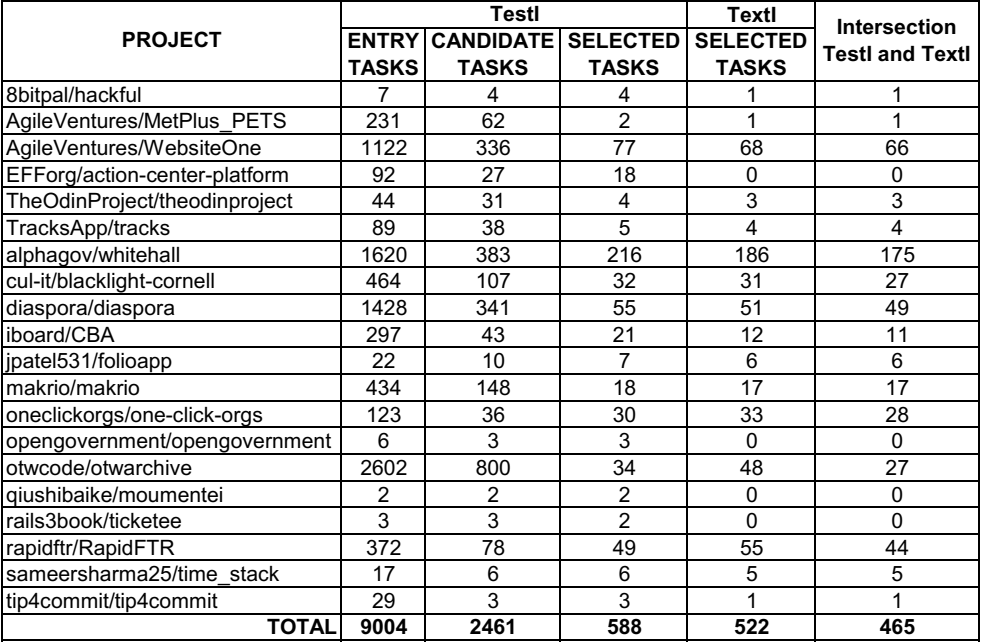 PROJECT TestI TextI Intersection TestI and TextI
ENTRY TASKS CANDIDATE TASKS SELECTED TASKS SELECTED TASKS
8bitpal/hackful 7 4 4 1 1
AgileVentures/MetPlus_PETS 231 62 2 1 1
AgileVentures/WebsiteOne 1122 336 77 68 66
EFForg/action-center-platform 92 27 18 0 0
TheOdinProject/theodinproject 44 31 4 3 3
TracksApp/tracks 89 38 5 4 4
alphagov/whitehall 1620 383 216 186 175
cul-it/blacklight-cornell 464 107 32 31 27
diaspora/diaspora 1428 341 55 51 49
iboard/CBA 297 43 21 12 11
jpatel531/folioapp 22 10 7 6 6
makrio/makrio 434 148 18 17 17
oneclickorgs/one-click-orgs 123 36 30 33 28
opengovernment/opengovernment 6 3 3 0 0
otwcode/otwarchive 2602 800 34 48 27
qiushibaike/moumentei 2 2 2 0 0
rails3book/ticketee 3 3 2 0 0
rapidftr/RapidFTR 372 78 49 55 44
sameersharma25/time_stack 17 6 6 5 5
tip4commit/tip4commit 29 3 3 1 1
TOTAL 9004 2461 588 522 465